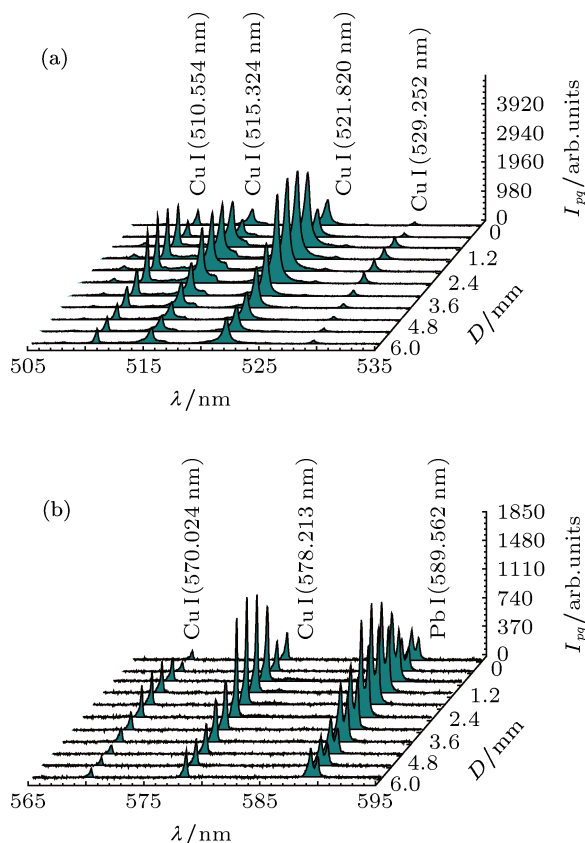 (a)
Cu I (510.554 nm)
Cu I (515.324 nm)
Cu I (521.820 nm)
Cu I (529.252 nm)
3920
2940
1960
980
0
I_pq/arb.units
0
1.2
2.4
3.6
4.8
6.0
D/mm
505
515
525
535
λ/nm
(b)
Cu I (570.024 nm)
Cu I (578.213 nm)
Pb I (589.562 nm)
1850
1480
1110
740
370
0
I_pq/arb.units
0
1.2
2.4
3.6
4.8
6.0
D/mm
565
575
585
595
λ/nm